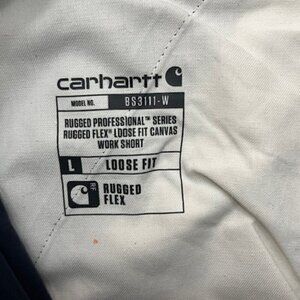 carhartt
MODEL NO. BS3111-W
RUGGED PROFESSIONAL™ SERIES
RUGGED FLEX® LOOSE FIT CANVAS
WORK SHORT
L LOOSE FIT
RUGGED
FLEX